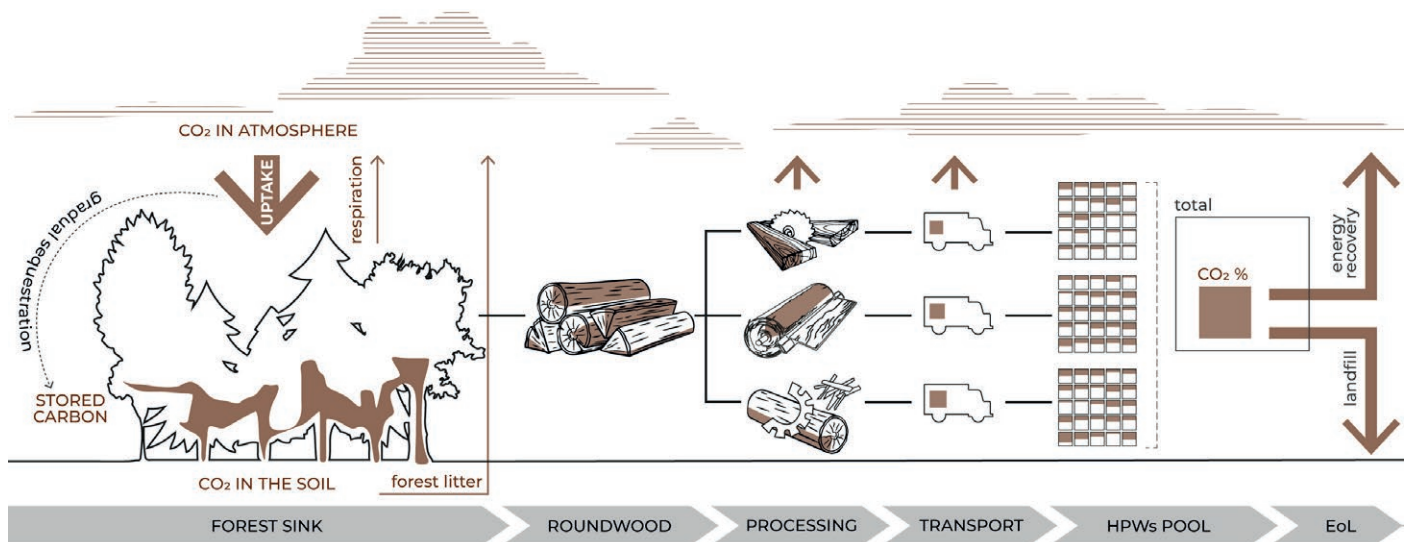 CO₂ IN ATMOSPHERE
UPTAKE
respiration
gradual sequestration
STORED
CARBON
CO₂ IN THE SOIL
forest litter
total
CO₂ %
energy
recovery
landfill
FOREST SINK
ROUNDWOOD
PROCESSING
TRANSPORT
HPWs POOL
EoL